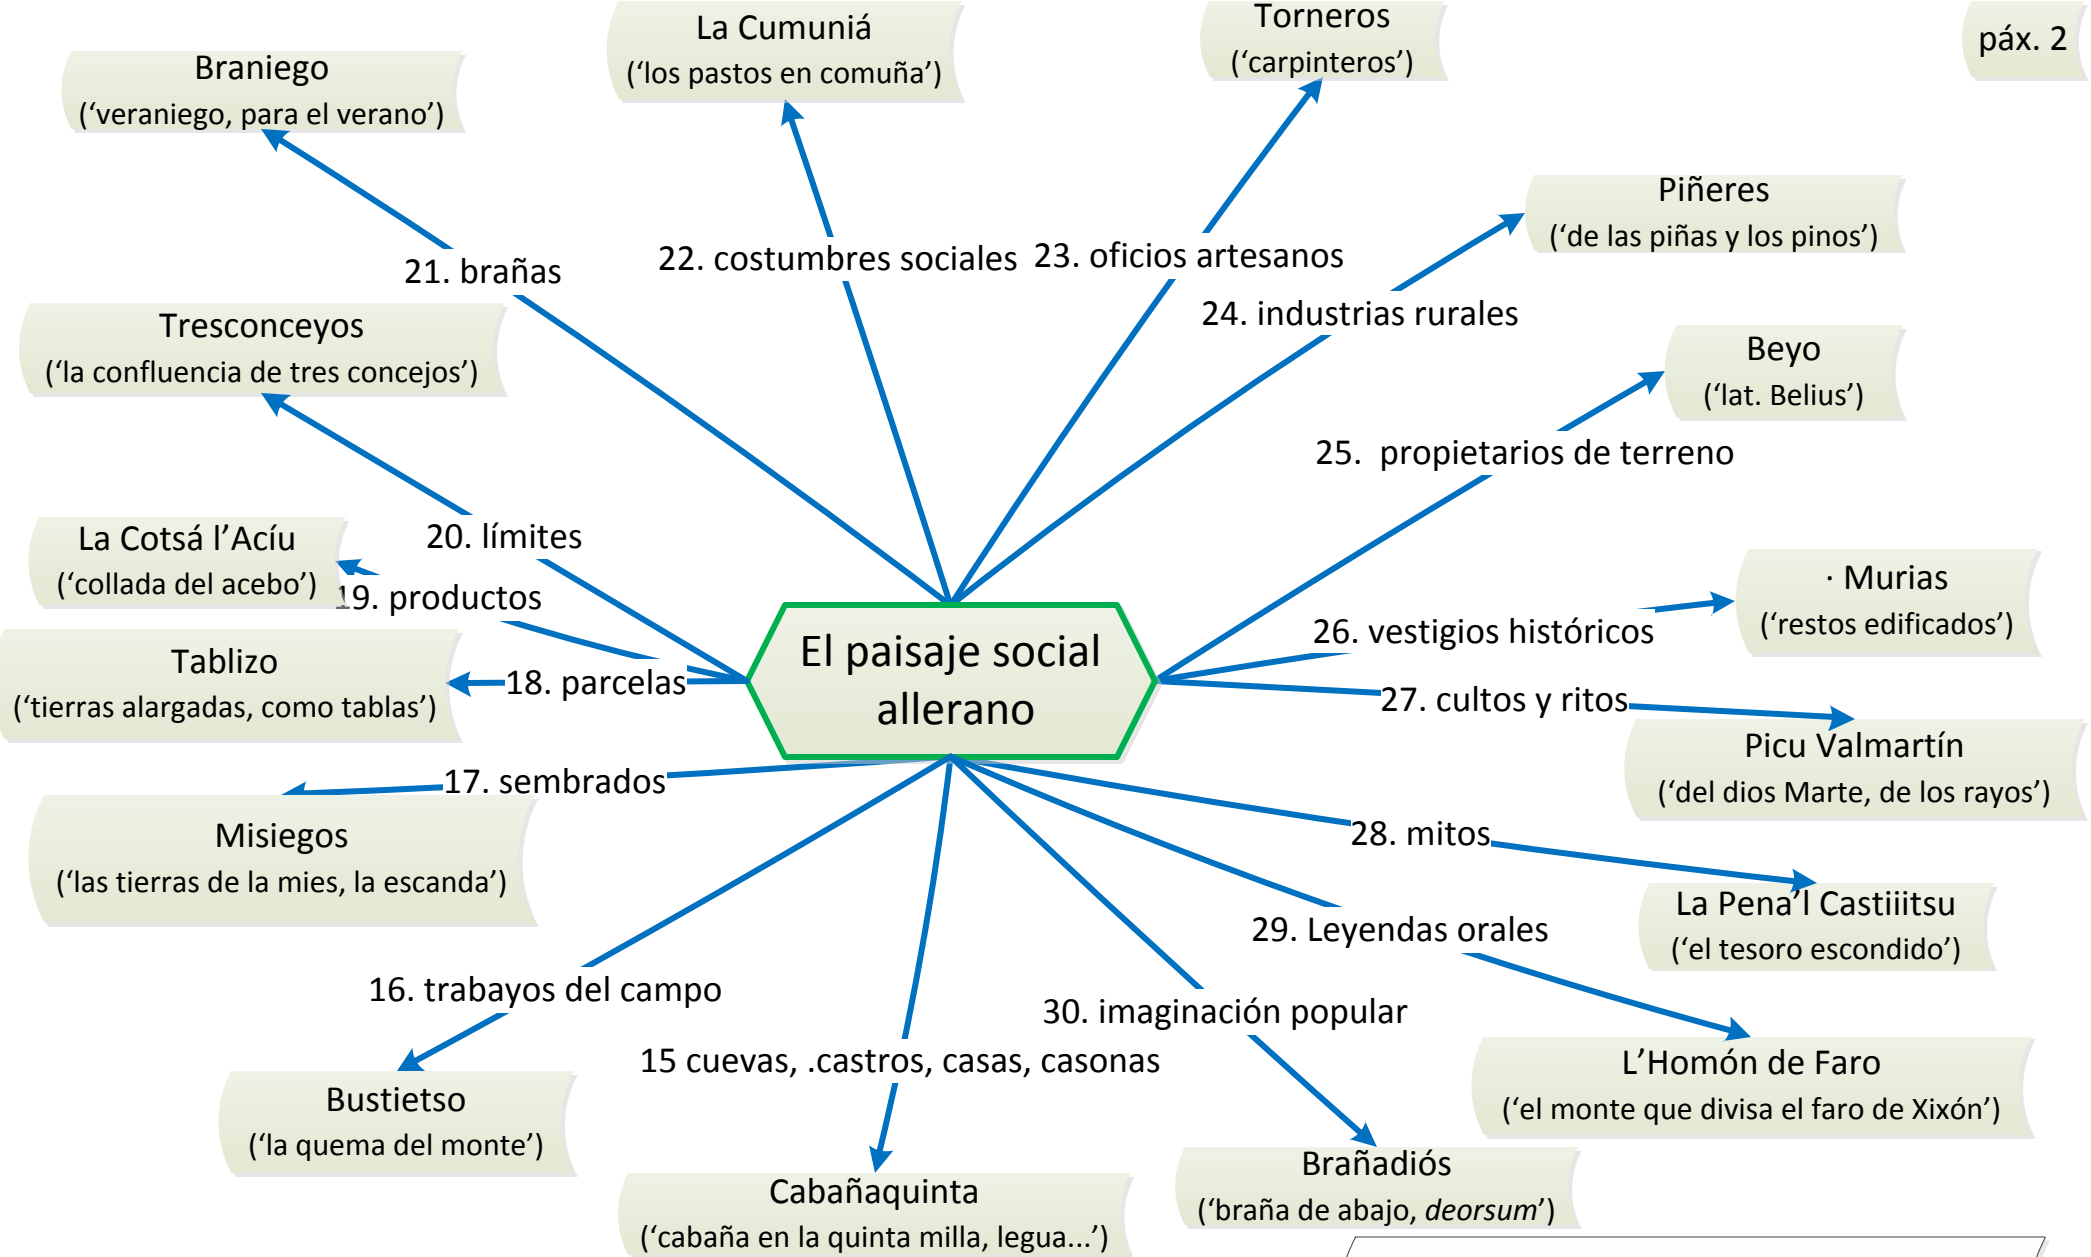 páx. 2
El paisaje social
allerano
15 cuevas, .castros, casas, casonas
Cabañaquinta
(‘cabaña en la quinta milla, legua...’)
16. trabayos del campo
Bustietso
(‘la quema del monte’)
17. sembrados
Misiegos
(‘las tierras de la mies, la escanda’)
18. parcelas
Tablizo
(‘tierras alargadas, como tablas’)
19. productos
La Cotsá l’Acíu
(‘collada del acebo’)
20. límites
Tresconceyos
(‘la confluencia de tres concejos’)
21. brañas
Braniego
(‘veraniego, para el verano’)
22. costumbres sociales
La Cumuniá
(‘los pastos en comuña’)
23. oficios artesanos
Torneros
(‘carpinteros’)
24. industrias rurales
Piñeres
(‘de las piñas y los pinos’)
25. propietarios de terreno
Beyo
(‘lat. Belius’)
26. vestigios históricos
· Murias
(‘restos edificados’)
27. cultos y ritos
Picu Valmartín
(‘del dios Marte, de los rayos’)
28. mitos
La Pena’l Castiiitsu
(‘el tesoro escondido’)
29. Leyendas orales
L’Homón de Faro
(‘el monte que divisa el faro de Xixón’)
30. imaginación popular
Brañadiós
(‘braña de abajo, deorsum’)